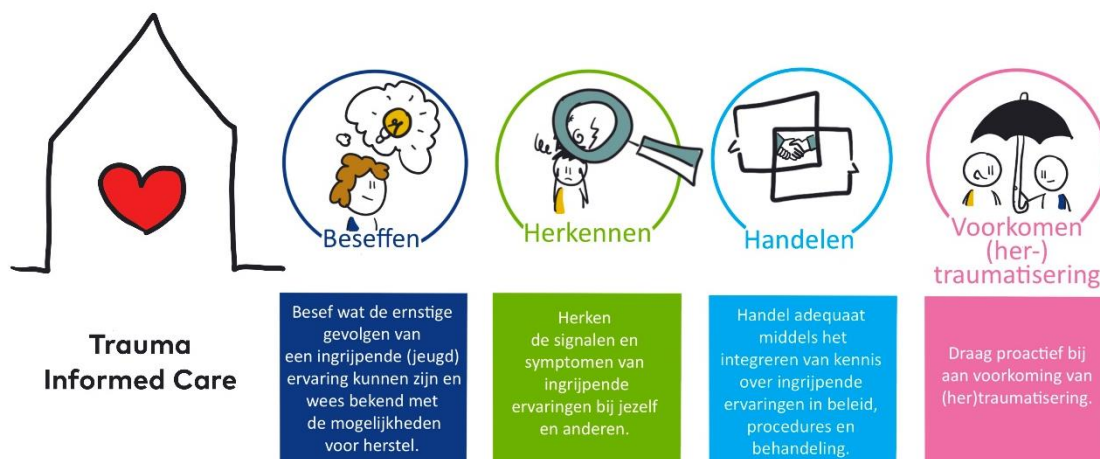 Trauma
Informed Care
Beseffen
Besef wat de ernstige
gevolgen van
een ingrijpende (jeugd)
ervaring kunnen zijn en
wees bekend met
de mogelijkheden
voor herstel.
Herkennen
Herken
de signalen en
symptomen van
ingrijpende
ervaringen bij jezelf
en anderen.
Handelen
Handel adequaat
middels het
integreren van kennis
over ingrijpende
ervaringen in beleid,
procedures en
behandeling.
Voorkomen
(her-)
traumatisering
Draag proactief bij
aan voorkoming van
(her)traumatisering.